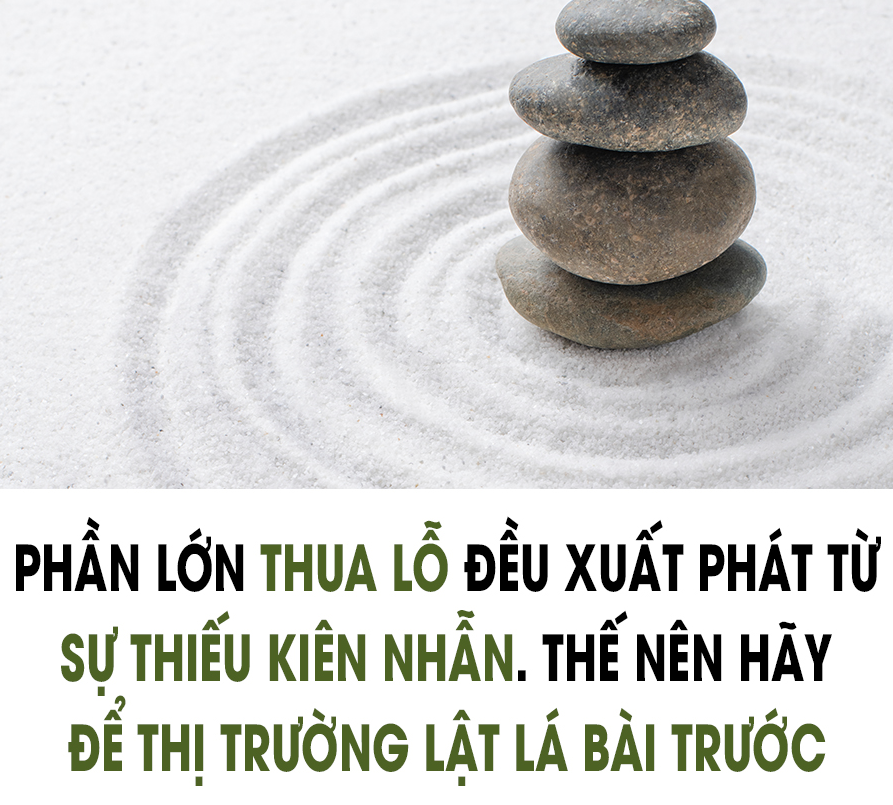 PHẦN LỚN THUA LỖ ĐỀU XUẤT PHÁT TỪ
SỰ THIẾU KIÊN NHẪN. THẾ NÊN HÃY
ĐỂ THỊ TRƯỜNG LẬT LÁ BÀI TRƯỚC